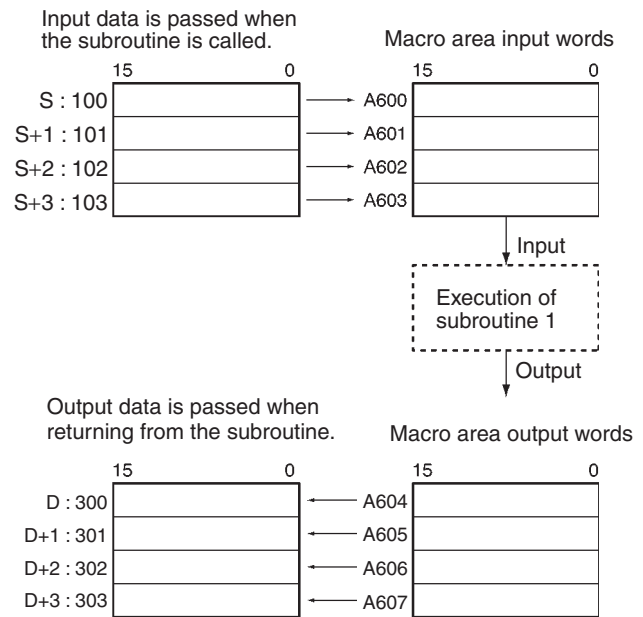 Input data is passed when
the subroutine is called.
Macro area input words
15 0 15 0
S : 100 A600
S+1 : 101 A601
S+2 : 102 A602
S+3 : 103 A603
Input
Execution of
subroutine 1
Output
Output data is passed when
returning from the subroutine.
Macro area output words
15 0 15 0
D : 300 A604
D+1 : 301 A605
D+2 : 302 A606
D+3 : 303 A607